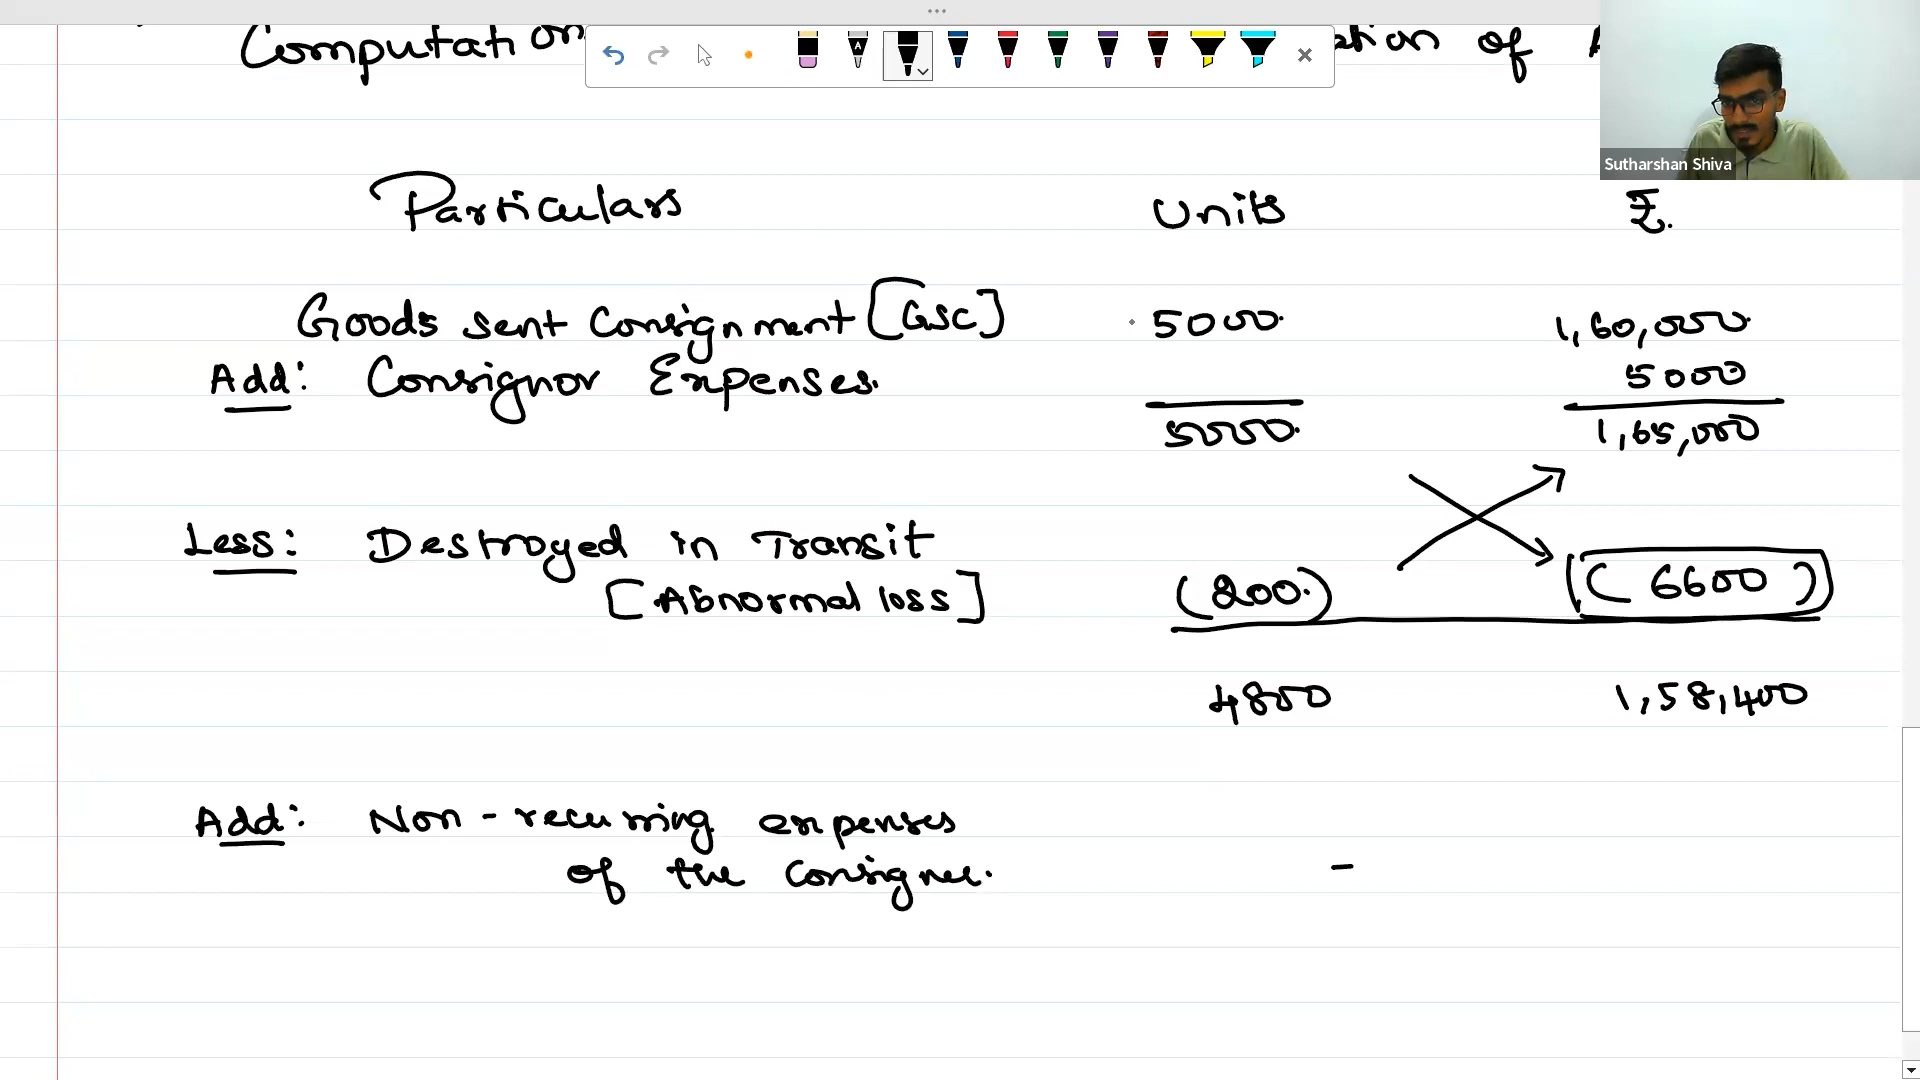 Computation
ation of
Sutharshan Shiva
Particulars Units ₹.
Goods sent Consignment [GSC] 5000 1,60,000
Add: Consignor Expenses. 5000
5000 1,65,000
Less: Destroyed in Transit
[Abnormal loss] (200) (6600)
4800 1,58,400
Add: Non-recurring expenses
of the consignee. -